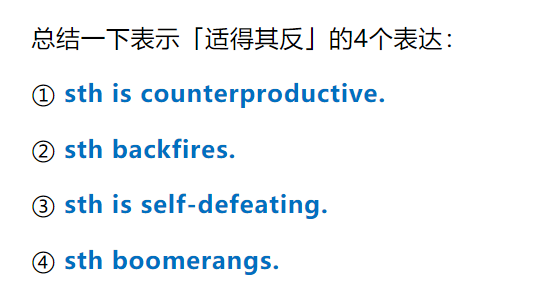 总结一下表示「适得其反」的4个表达：
① sth is counterproductive.
② sth backfires.
③ sth is self-defeating.
④ sth boomerangs.